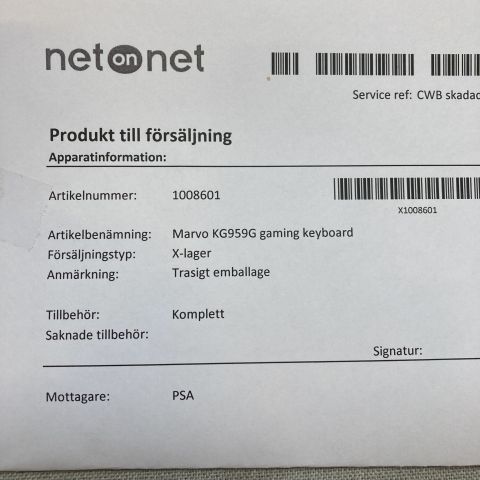 netonnet
Service ref: CWB skadad
Produkt till försäljning
Apparatinformation:
Artikelnummer: 1008601
X1008601
Artikelbenämning: Marvo KG959G gaming keyboard
Försäljningstyp: X-lager
Anmärkning: Trasigt emballage
Tillbehör: Komplett
Saknade tillbehör:
Signatur:
Mottagare: PSA